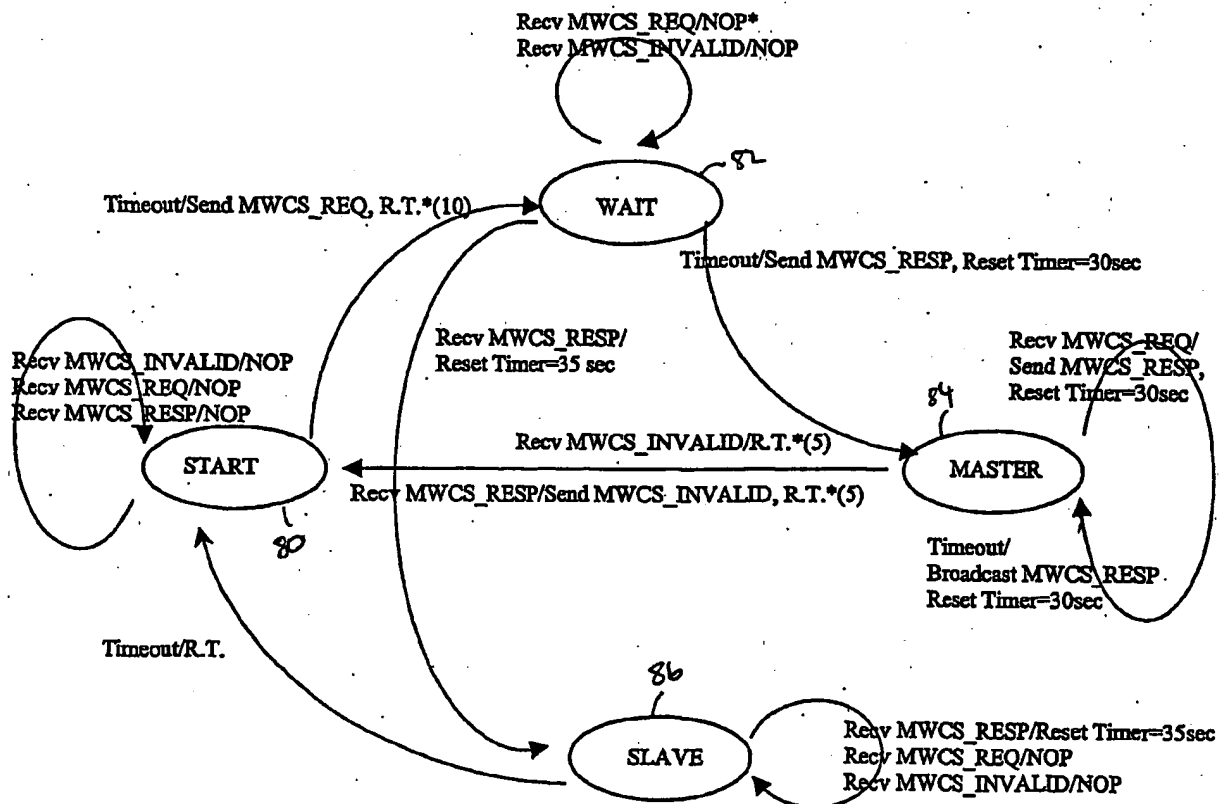 Recv MWCS_REQ/NOP*
Recv MWCS_INVALID/NOP
82
WAIT
Timeout/Send MWCS_REQ, R.T.*(10)
Timeout/Send MWCS_RESP, Reset Timer=30sec
Recv MWCS_RESP/
Reset Timer=35 sec
Recv MWCS_INVALID/NOP
Recv MWCS_REQ/NOP
Recv MWCS_RESP/NOP
Recv MWCS_REQ/
Send MWCS_RESP,
Reset Timer=30sec
84
START
Recv MWCS_INVALID/R.T.*(5)
MASTER
Recv MWCS_RESP/Send MWCS_INVALID, R.T.*(5)
80
Timeout/
Broadcast MWCS_RESP
Reset Timer=30sec
Timeout/R.T.
86
SLAVE
Recv MWCS_RESP/Reset Timer=35sec
Recv MWCS_REQ/NOP
Recv MWCS_INVALID/NOP